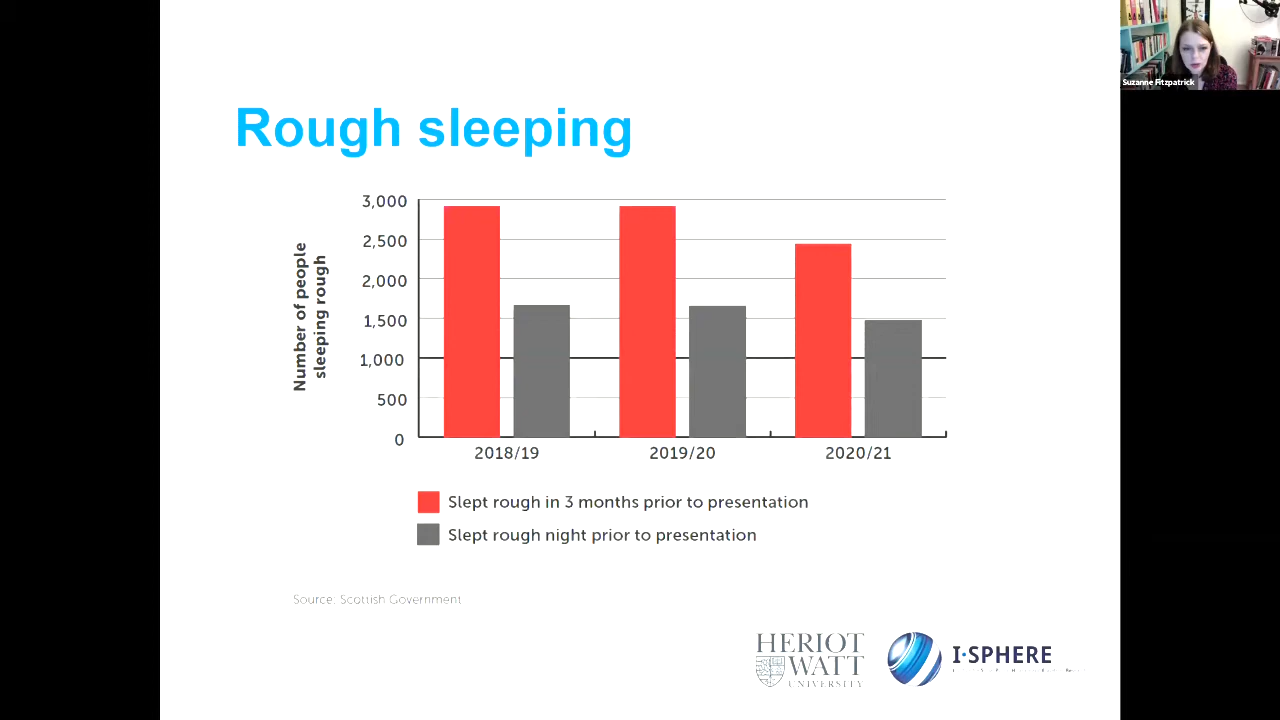 Suzanne Fitzpatrick
Rough sleeping
Number of people
sleeping rough
3,000
2,500
2,000
1,500
1,000
500
0
2018/19
2019/20
2020/21
Slept rough in 3 months prior to presentation
Slept rough night prior to presentation
Source: Scottish Government
HERIOT
WATT
UNIVERSITY
I·SPHERE